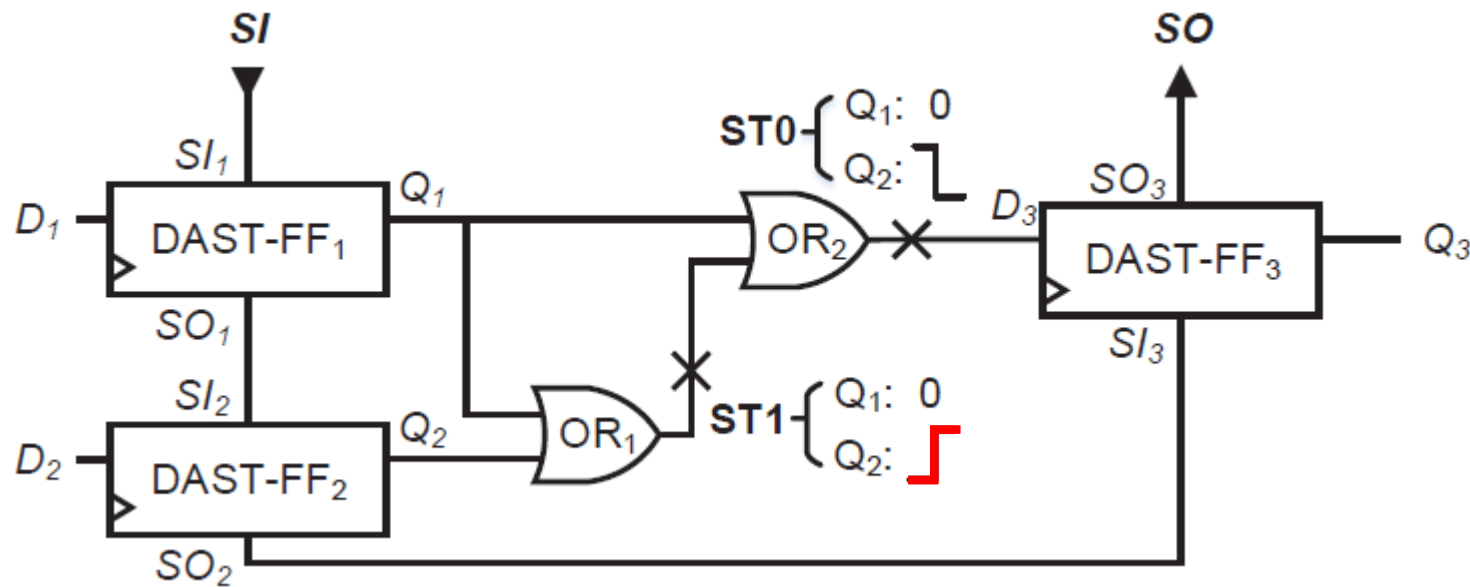 SI
SO
ST0
Q₁: 0
Q₂:
SI₁
Q₁
D₁
DAST-FF₁
OR₂
D₃
SO₃
DAST-FF₃
Q₃
SO₁
SI₃
SI₂
ST1
Q₁: 0
Q₂:
Q₂
OR₁
D₂
DAST-FF₂
SO₂